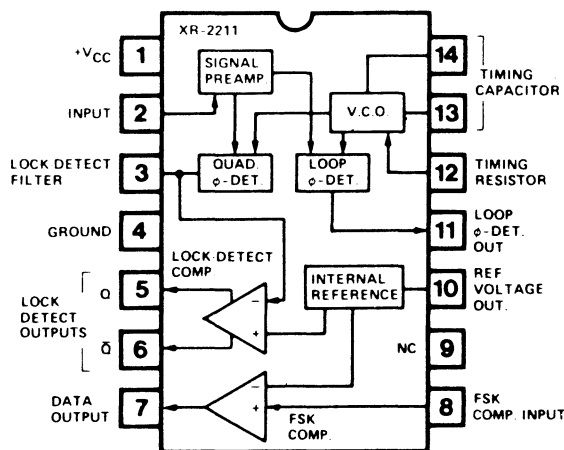 XR-2211
+VCC
1
INPUT
2
LOCK DETECT
FILTER
3
GROUND
4
LOCK
DETECT
OUTPUTS
Q
5
Q̄
6
DATA
OUTPUT
7
SIGNAL
PREAMP
V.C.O.
QUAD.
φ-DET.
LOOP
φ-DET.
LOCK-DETECT
COMP
−
+
INTERNAL
REFERENCE
−
+
FSK
COMP.
14
TIMING
CAPACITOR
13
12
TIMING
RESISTOR
11
LOOP
φ-DET.
OUT
10
REF
VOLTAGE
OUT.
NC
9
8
FSK
COMP. INPUT